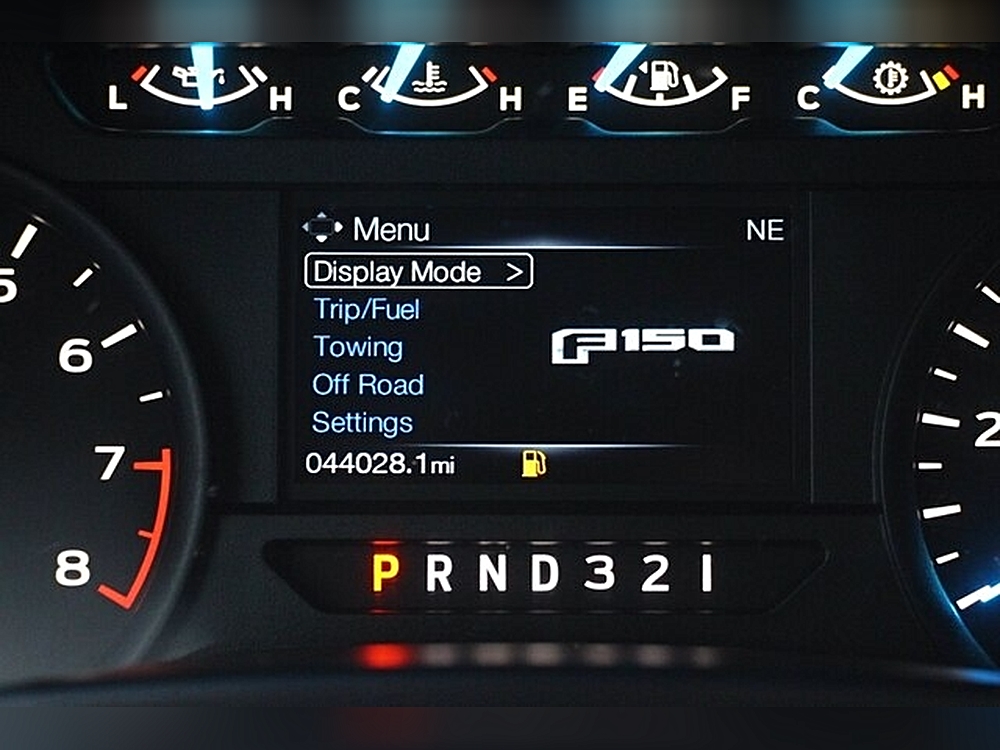 L H C H E F C H
Menu NE
Display Mode >
Trip/Fuel
Towing
F150
Off Road
Settings
044028.1mi
5
6
7
8
2
P R N D 3 2 1